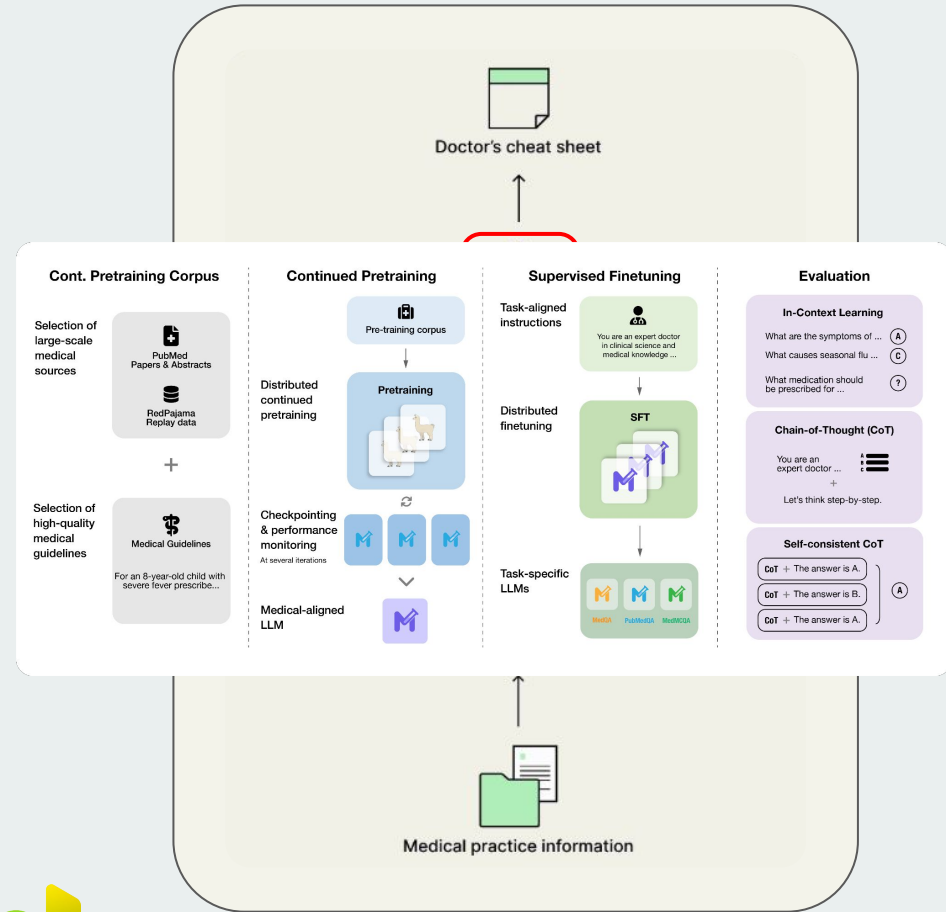 Doctor's cheat sheet
Cont. Pretraining Corpus
Selection of
large-scale
medical
sources
PubMed
Papers & Abstracts
RedPajama
Replay data
+
Selection of
high-quality
medical
guidelines
Medical Guidelines
For an 8-year-old child with
severe fever prescribe...
Continued Pretraining
Pre-training corpus
Distributed
continued
pretraining
Pretraining
Checkpointing
& performance
monitoring
At several iterations
Medical-aligned
LLM
Supervised Finetuning
Task-aligned
instructions
You are an expert doctor
in clinical science and
medical knowledge ...
Distributed
finetuning
SFT
Task-specific
LLMs
MedQA
PubMedQA
MedMCQA
Evaluation
In-Context Learning
What are the symptoms of ... A
What causes seasonal flu ... C
What medication should
be prescribed for ... ?
Chain-of-Thought (CoT)
You are an
expert doctor ...
A
B
C
+
Let's think step-by-step.
Self-consistent CoT
CoT + The answer is A.
CoT + The answer is B.
CoT + The answer is A.
A
Medical practice information